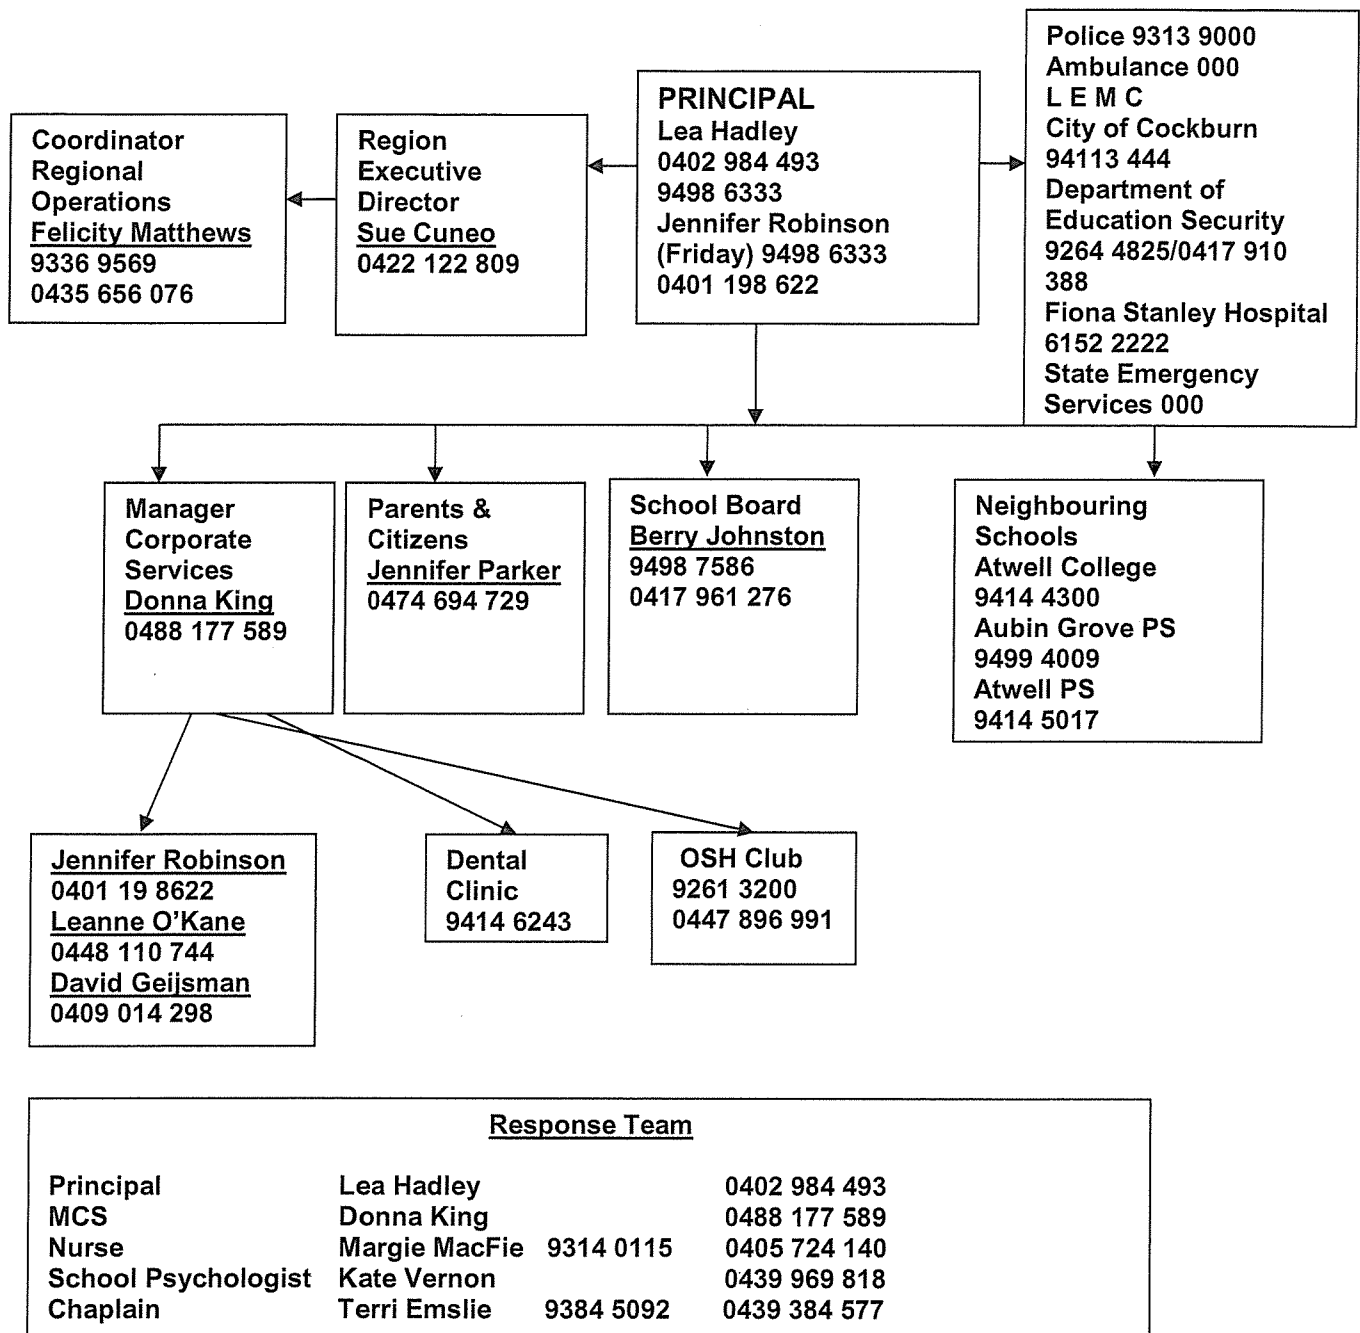 Police 9313 9000
Ambulance 000
L E M C
City of Cockburn
94113 444
Department of
Education Security
9264 4825/0417 910
388
Fiona Stanley Hospital
6152 2222
State Emergency
Services 000
PRINCIPAL
Lea Hadley
0402 984 493
9498 6333
Jennifer Robinson
(Friday) 9498 6333
0401 198 622
Region
Executive
Director
Sue Cuneo
0422 122 809
Coordinator
Regional
Operations
Felicity Matthews
9336 9569
0435 656 076
Manager
Corporate
Services
Donna King
0488 177 589
Parents &
Citizens
Jennifer Parker
0474 694 729
School Board
Berry Johnston
9498 7586
0417 961 276
Neighbouring
Schools
Atwell College
9414 4300
Aubin Grove PS
9499 4009
Atwell PS
9414 5017
Jennifer Robinson
0401 19 8622
Leanne O'Kane
0448 110 744
David Geijsman
0409 014 298
Dental
Clinic
9414 6243
OSH Club
9261 3200
0447 896 991
Response Team
Principal Lea Hadley 0402 984 493
MCS Donna King 0488 177 589
Nurse Margie MacFie 9314 0115 0405 724 140
School Psychologist Kate Vernon 0439 969 818
Chaplain Terri Emslie 9384 5092 0439 384 577